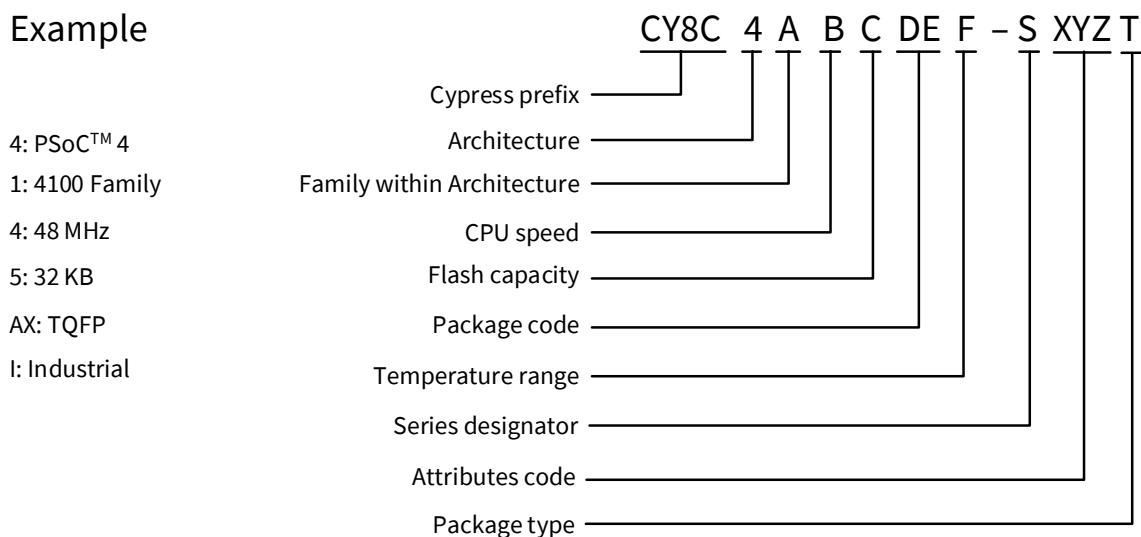 Example CY8C 4 A B C DE F – S XYZ T
Cypress prefix
4: PSoC™ 4 Architecture
1: 4100 Family Family within Architecture
4: 48 MHz CPU speed
5: 32 KB Flash capacity
AX: TQFP Package code
I: Industrial Temperature range
Series designator
Attributes code
Package type